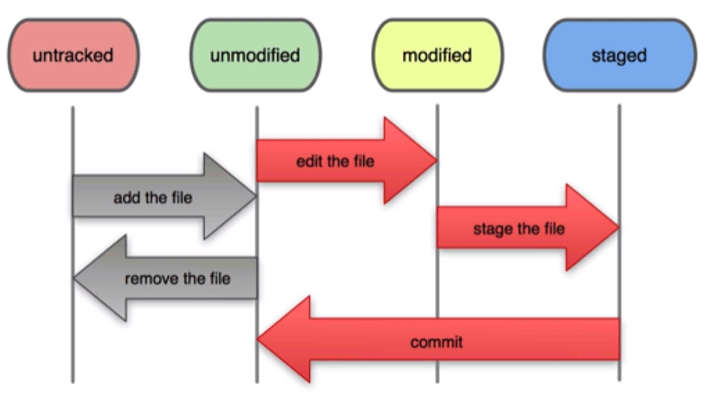 untracked
unmodified
modified
staged
edit the file
add the file
stage the file
remove the file
commit